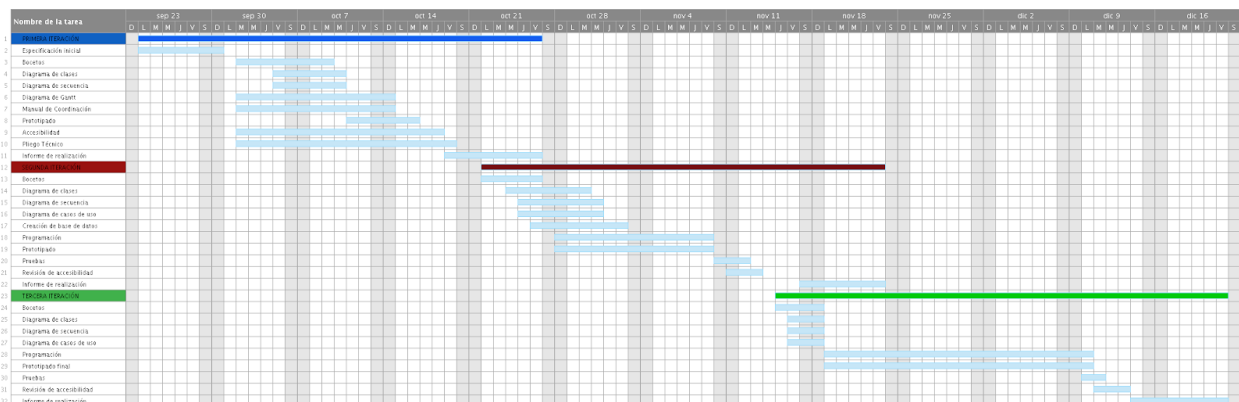 Nombre de la tarea
sep 23 sep 30 oct 7 oct 14 oct 21 oct 28 nov 4 nov 11 nov 18 nov 25 dic 2 dic 9 dic 16
D L M M J V S D L M M J V S D L M M J V S D L M M J V S D L M M J V S D L M M J V S D L M M J V S D L M M J V S D L M M J V S D L M M J V S D L M M J V S D L M M J V S D L M M J V S
1 PRIMERA ITERACIÓN
2 Especificación inicial
3 Bocetos
4 Diagrama de clases
5 Diagrama de secuencia
6 Diagrama de Gantt
7 Manual de Coordinación
8 Prototipado
9 Accesibilidad
10 Pliego Técnico
11 Informe de realización
12 SEGUNDA ITERACIÓN
13 Bocetos
14 Diagrama de clases
15 Diagrama de secuencia
16 Diagrama de casos de uso
17 Creación de base de datos
18 Programación
19 Prototipado
20 Pruebas
21 Revisión de accesibilidad
22 Informe de realización
23 TERCERA ITERACIÓN
24 Bocetos
25 Diagrama de clases
26 Diagrama de secuencia
27 Diagrama de casos de uso
28 Programación
29 Prototipado final
30 Pruebas
31 Revisión de accesibilidad
32 Informe de realización